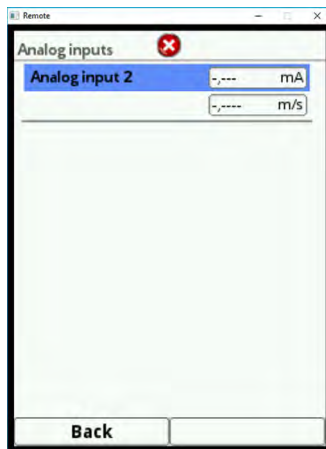 Remote
Analog inputs
Analog input 2 -,--- mA
-,---- m/s
Back